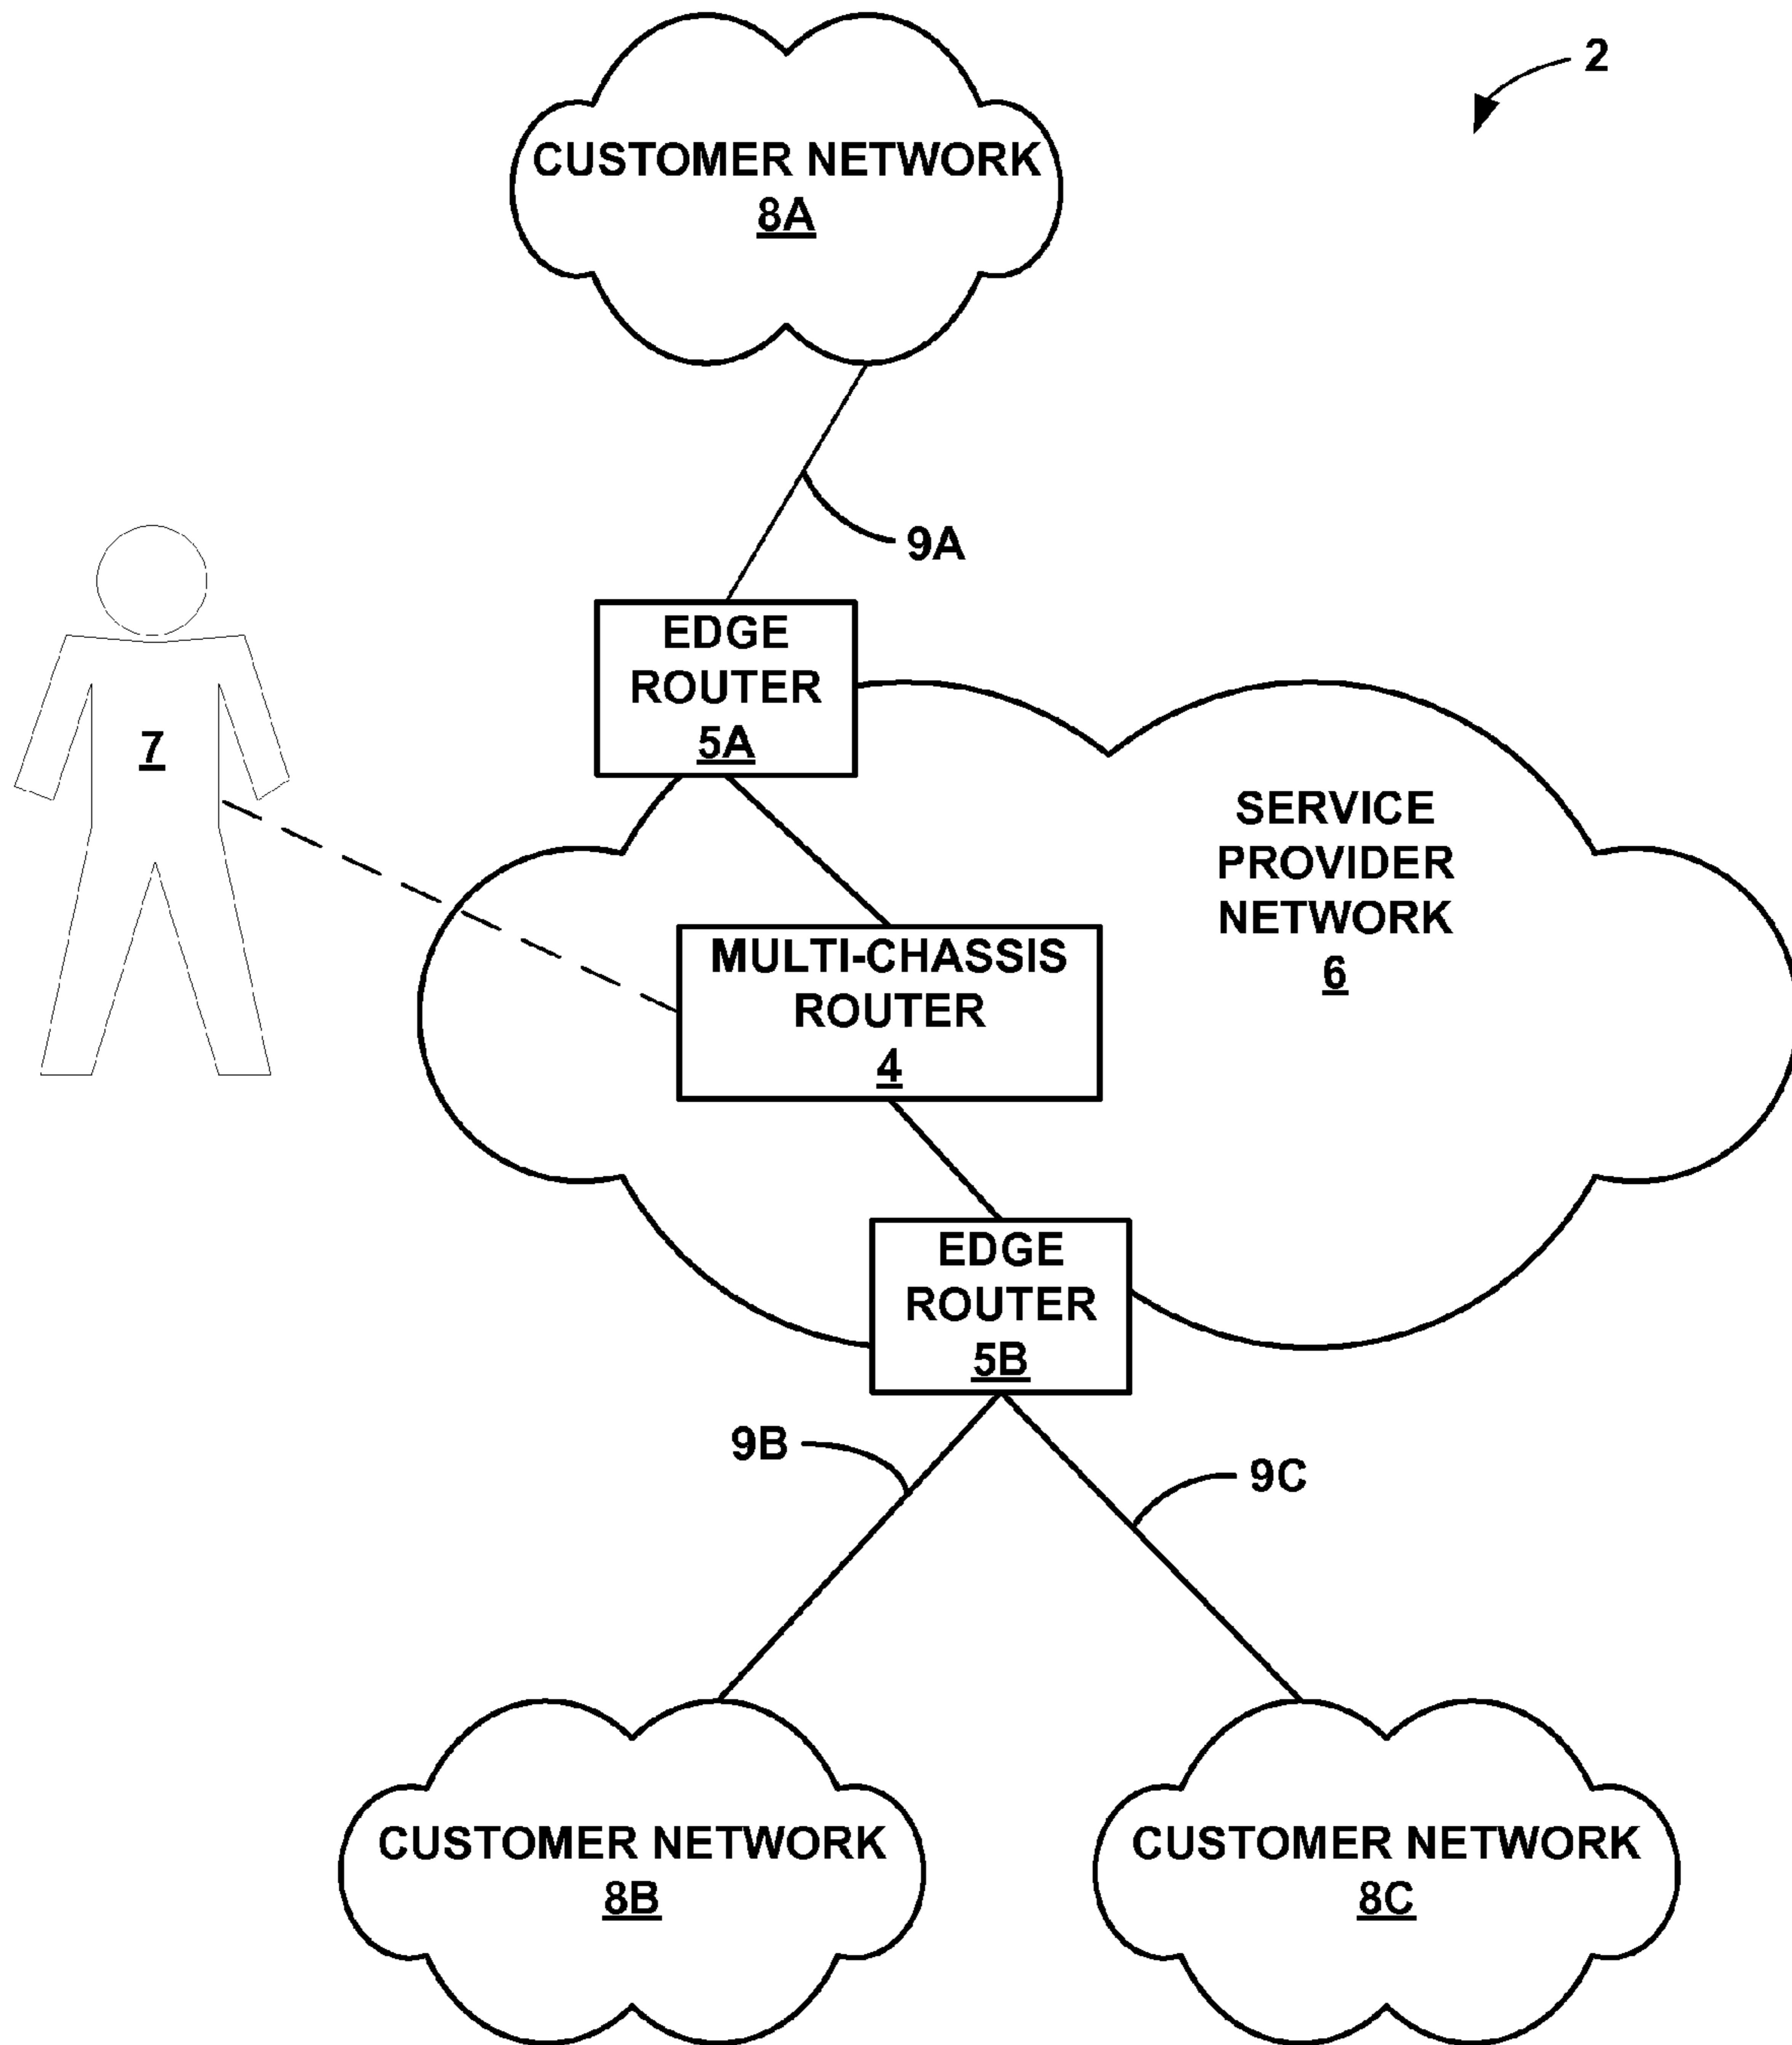 2
CUSTOMER NETWORK
8A
9A
EDGE
ROUTER
5A
7
SERVICE
PROVIDER
NETWORK
6
MULTI-CHASSIS
ROUTER
4
EDGE
ROUTER
5B
9B
9C
CUSTOMER NETWORK
8B
CUSTOMER NETWORK
8C